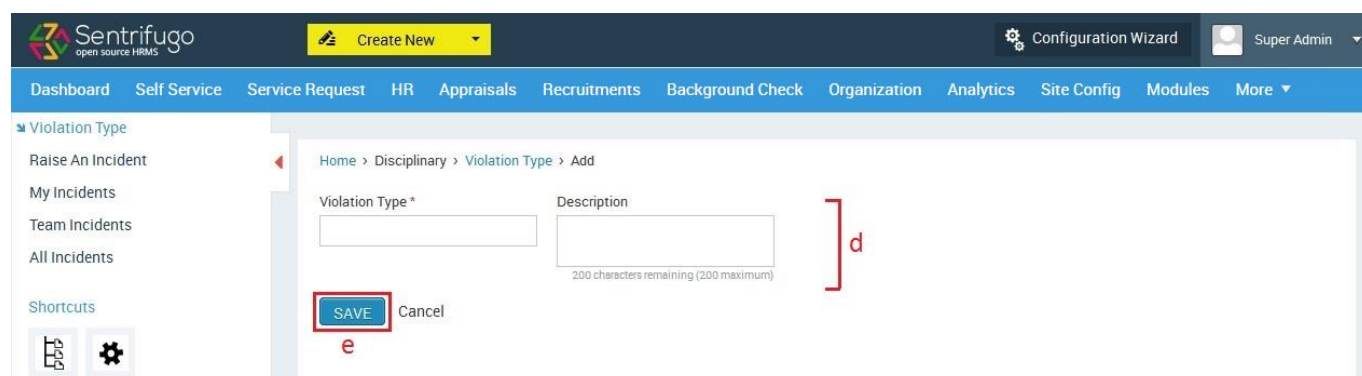 Sentrifugo
open source HRMS
Create New
Configuration Wizard
Super Admin
Dashboard Self Service Service Request HR Appraisals Recruitments Background Check Organization Analytics Site Config Modules More ▼
Violation Type
Raise An Incident
My Incidents
Team Incidents
All Incidents
Shortcuts
Home › Disciplinary › Violation Type › Add
Violation Type * Description
200 characters remaining (200 maximum)
d
SAVE Cancel
e